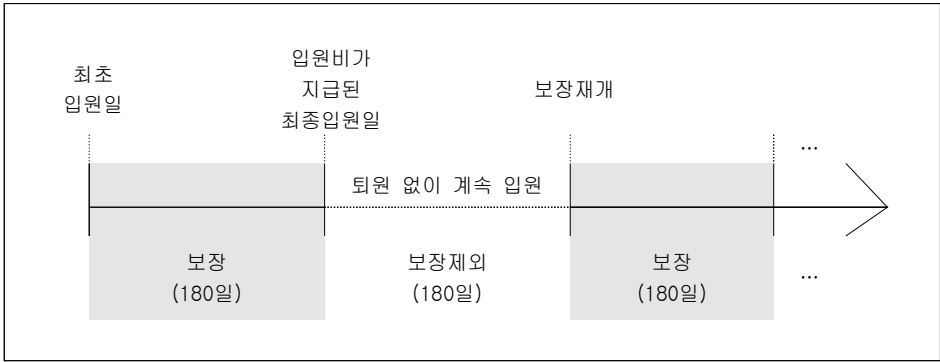 최초
입원일
입원비가
지급된
최종입원일
보장재개
...
퇴원 없이 계속 입원
보장
(180일)
보장제외
(180일)
보장
(180일)
...